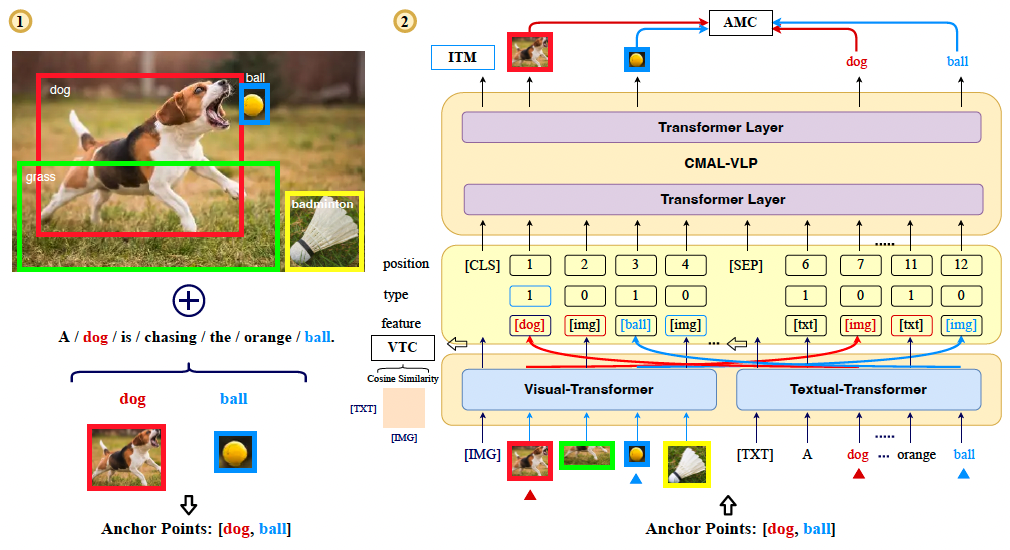 1
dog
ball
grass
badminton
A / dog / is / chasing / the / orange / ball.
dog ball
Anchor Points: [dog, ball]
2
AMC
ITM
dog ball
Transformer Layer
CMAL-VLP
Transformer Layer
position [CLS] 1 2 3 4 [SEP] 6 7 ..... 11 12
type 1 0 1 0 1 0 1 0
feature [dog] [img] [ball] [img] [txt] [img] [txt] [img]
VTC ...
Cosine Similarity
[TXT]
[IMG]
Visual-Transformer Textual-Transformer
[IMG] [TXT] A dog ..... ... orange ball
Anchor Points: [dog, ball]